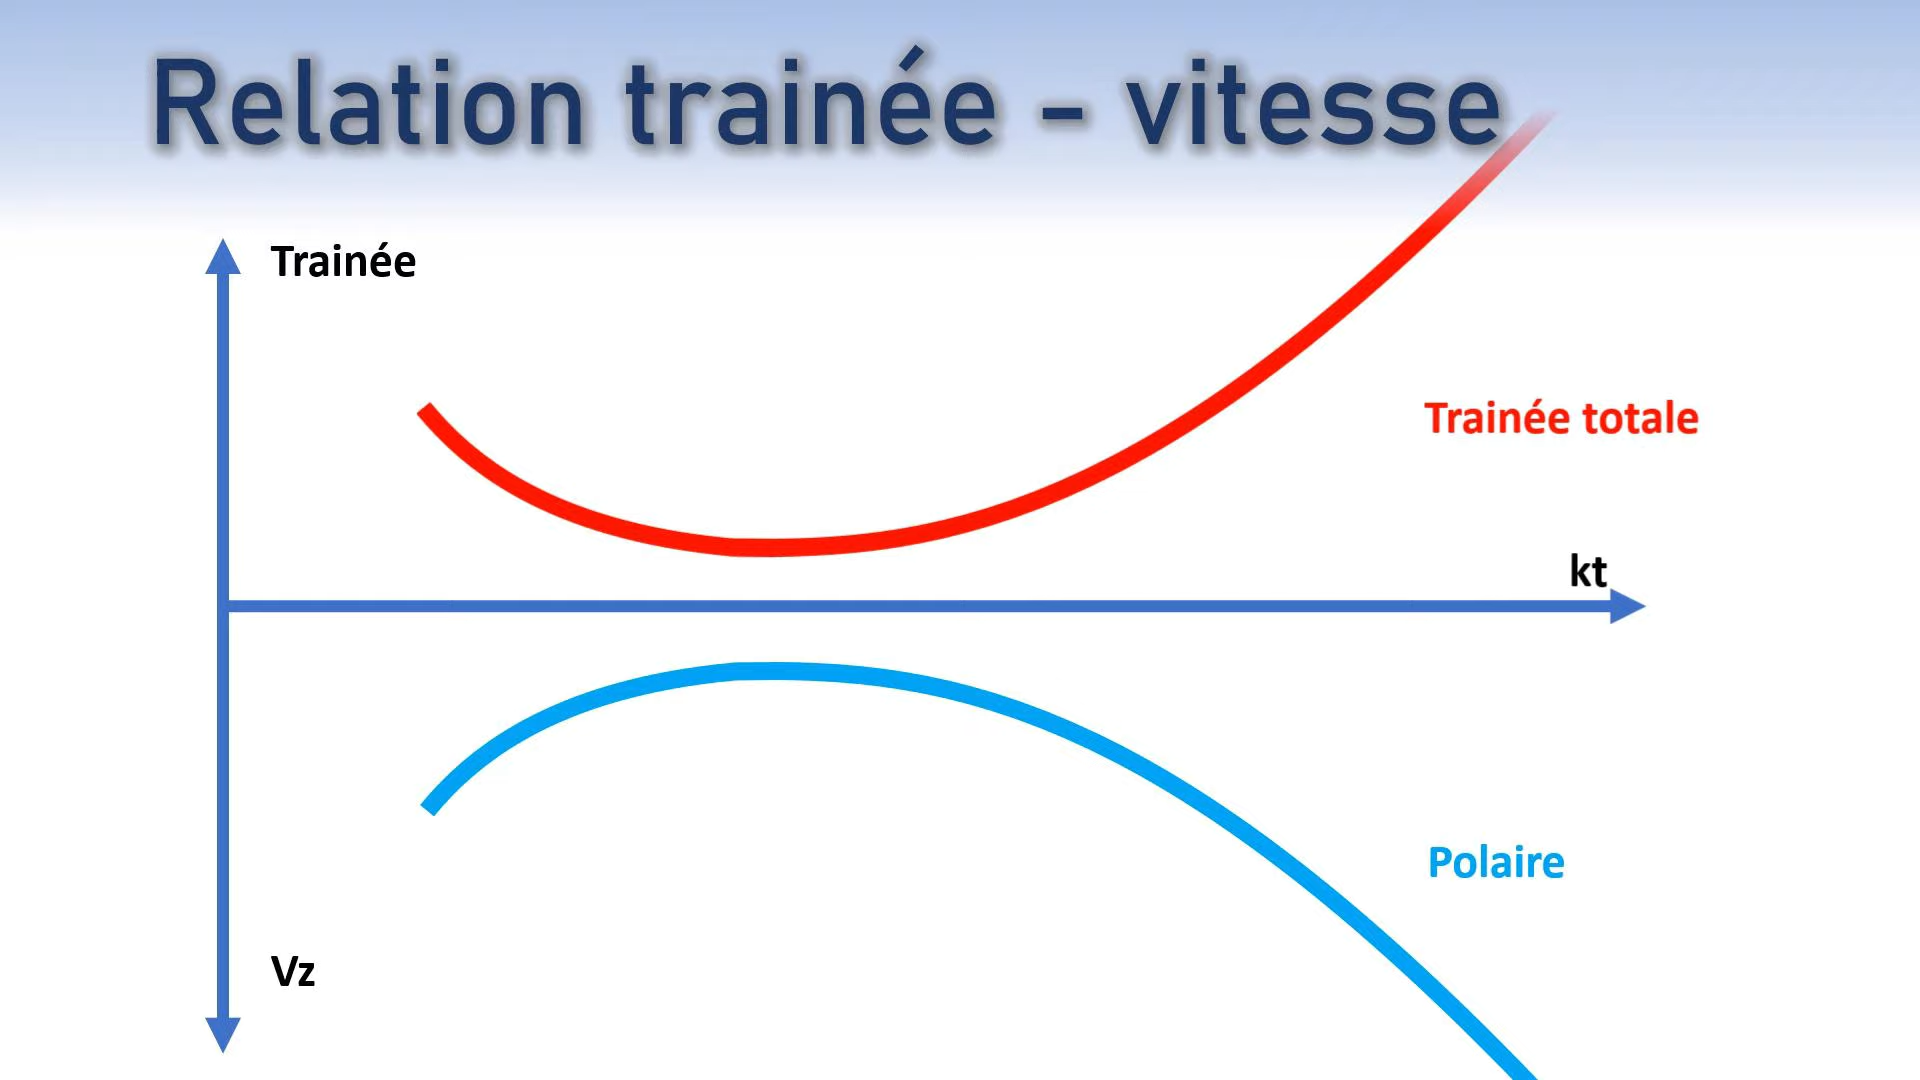 Relation trainée - vitesse
Trainée
Trainée totale
kt
Polaire
Vz